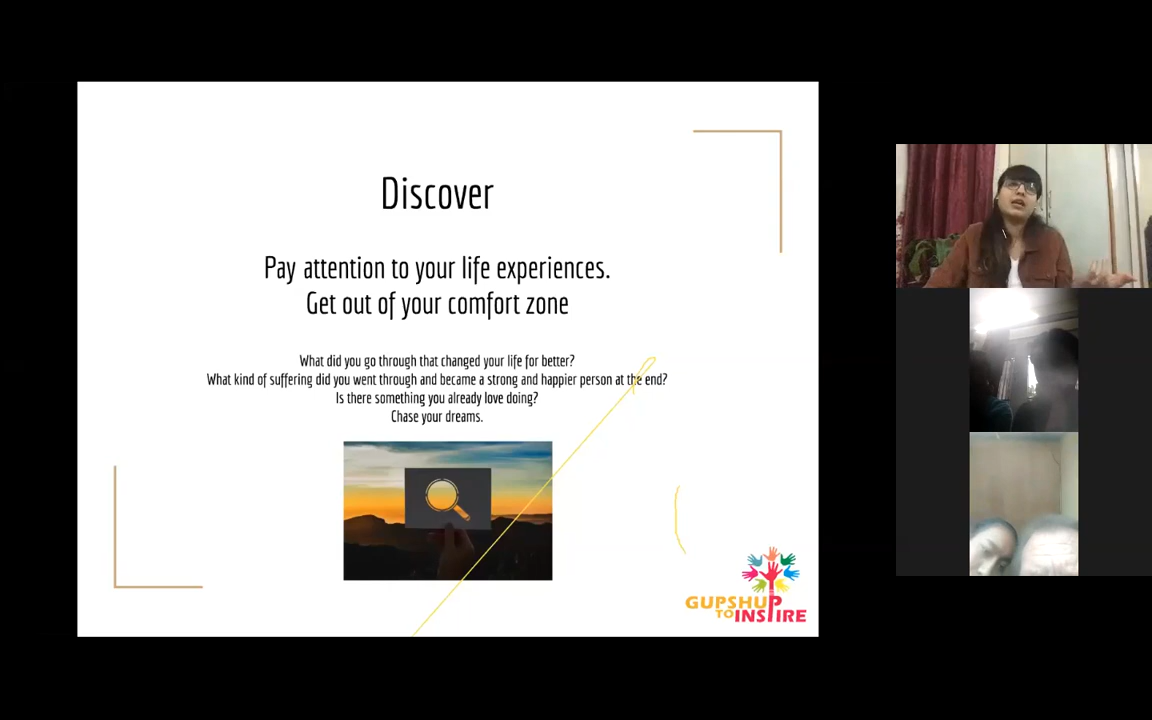 Discover
Pay attention to your life experiences.
Get out of your comfort zone
What did you go through that changed your life for better?
What kind of suffering did you went through and became a strong and happier person at the end?
Is there something you already love doing?
Chase your dreams.
GUPSHUP
TO INSPIRE